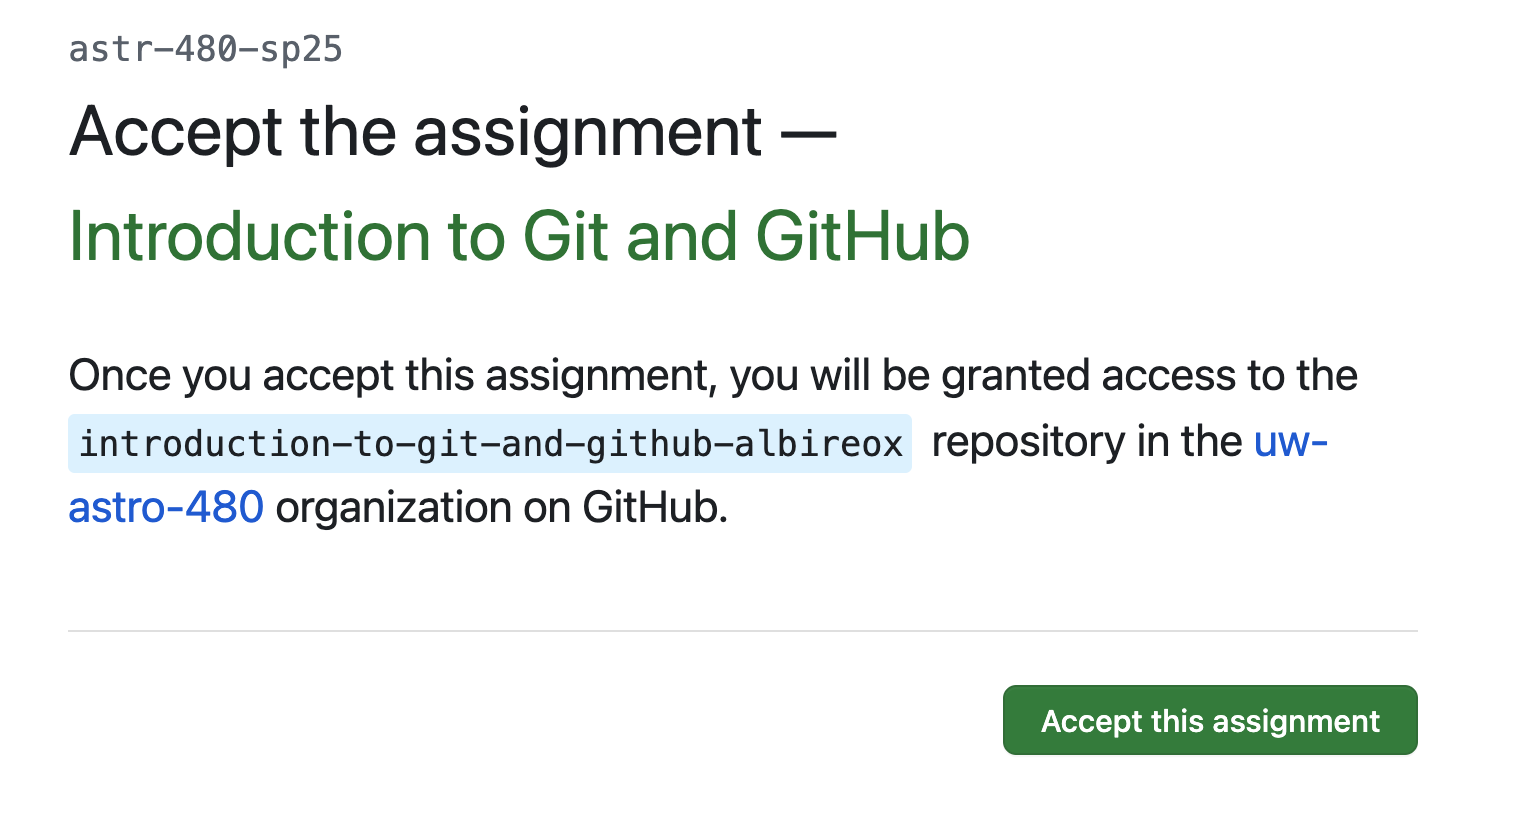 astr-480-sp25
Accept the assignment —
Introduction to Git and GitHub
Once you accept this assignment, you will be granted access to the
introduction-to-git-and-github-albireox repository in the uw-
astro-480 organization on GitHub.
Accept this assignment